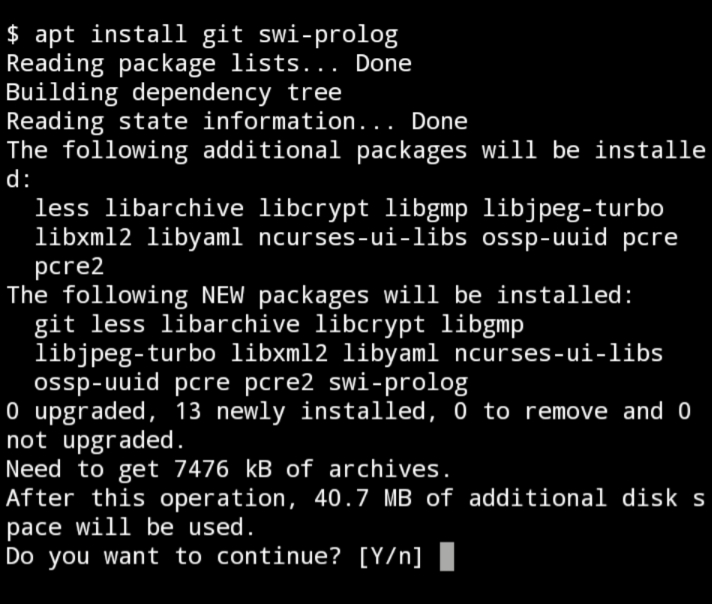 $ apt install git swi-prolog
Reading package lists... Done
Building dependency tree
Reading state information... Done
The following additional packages will be installe
d:
  less libarchive libcrypt libgmp libjpeg-turbo
  libxml2 libyaml ncurses-ui-libs ossp-uuid pcre
  pcre2
The following NEW packages will be installed:
  git less libarchive libcrypt libgmp
  libjpeg-turbo libxml2 libyaml ncurses-ui-libs
  ossp-uuid pcre pcre2 swi-prolog
0 upgraded, 13 newly installed, 0 to remove and 0
not upgraded.
Need to get 7476 kB of archives.
After this operation, 40.7 MB of additional disk s
pace will be used.
Do you want to continue? [Y/n]